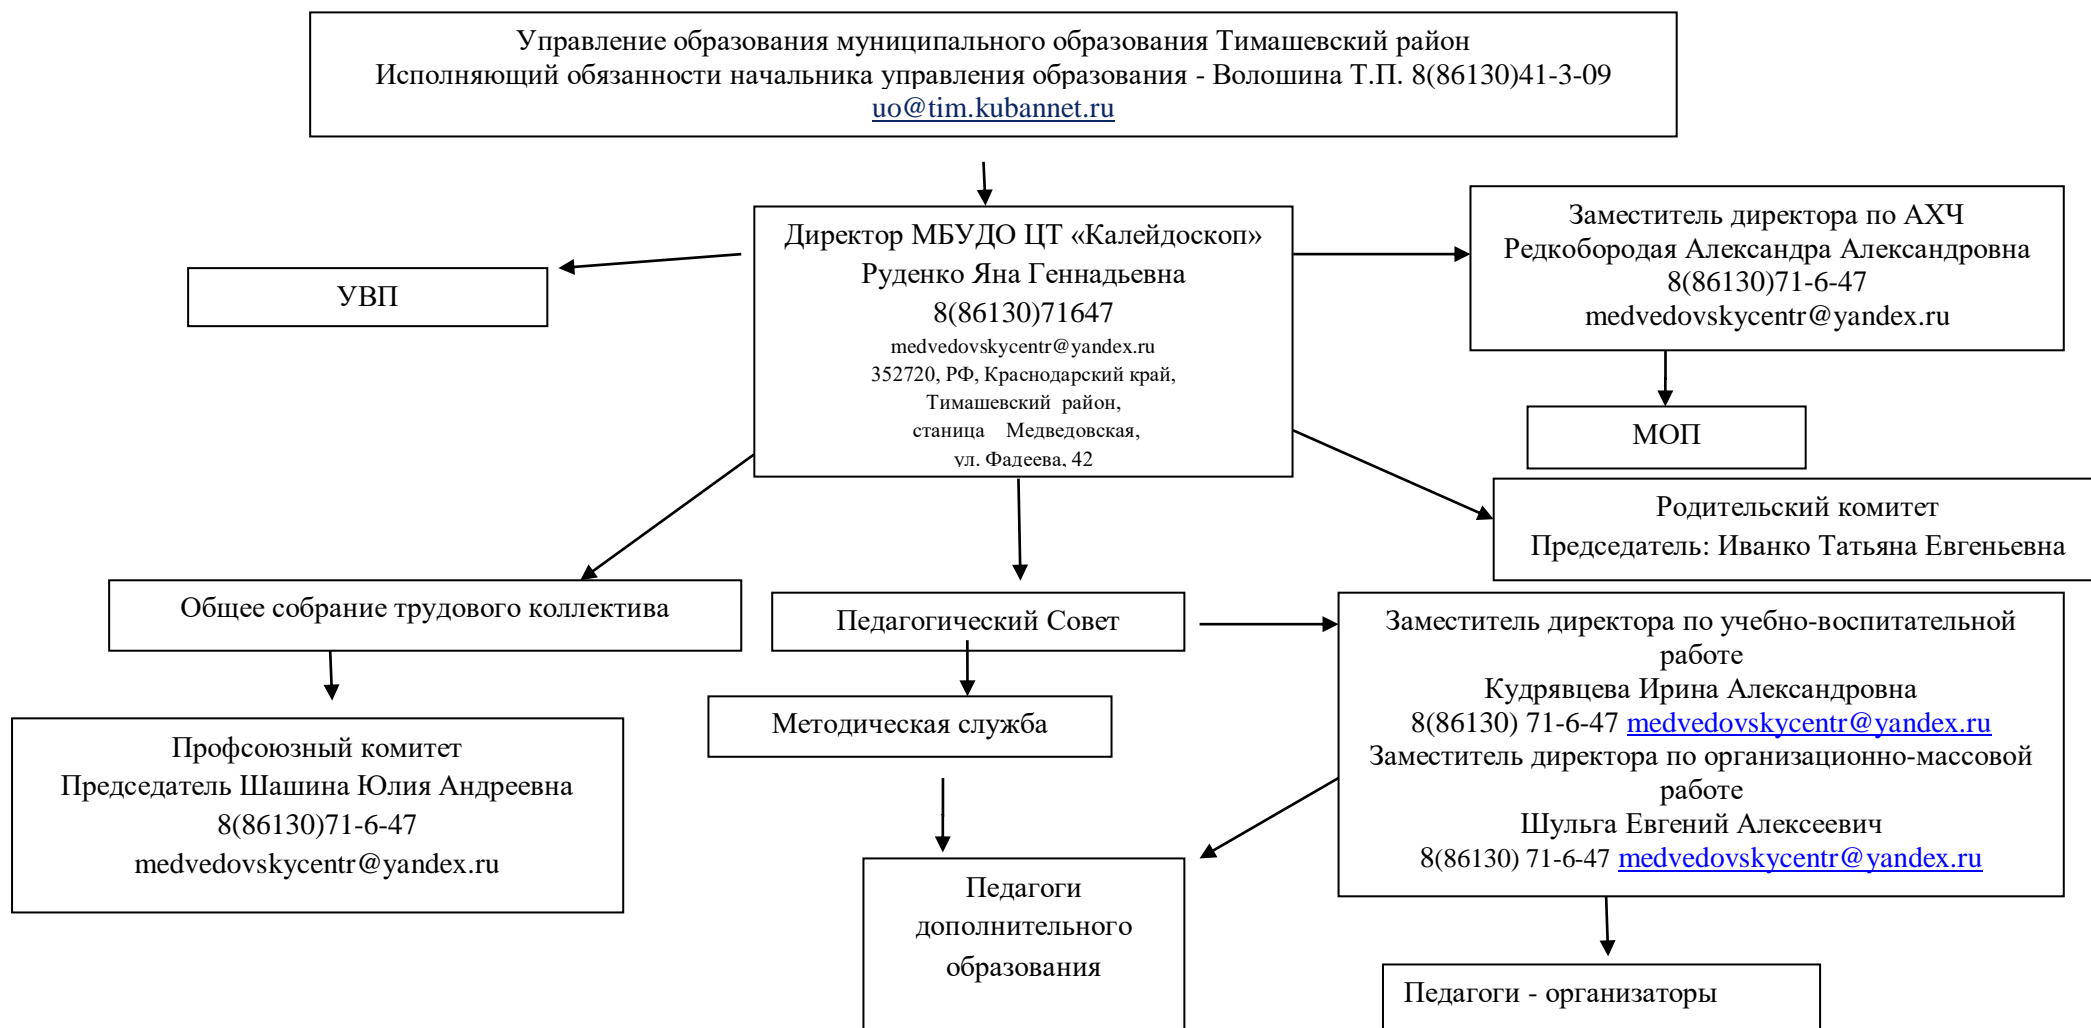 Управление образования муниципального образования Тимашевский район
Исполняющий обязанности начальника управления образования - Волошина Т.П. 8(86130)41-3-09
uo@tim.kubannet.ru
Директор МБУДО ЦТ «Калейдоскоп»
Руденко Яна Геннадьевна
8(86130)71647
medvedovskycentr@yandex.ru
352720, РФ, Краснодарский край,
Тимашевский район,
станица Медведовская,
ул. Фадеева, 42
Заместитель директора по АХЧ
Редкобородая Александра Александровна
8(86130)71-6-47
medvedovskycentr@yandex.ru
УВП
МОП
Родительский комитет
Председатель: Иванко Татьяна Евгеньевна
Общее собрание трудового коллектива
Педагогический Совет
Заместитель директора по учебно-воспитательной
работе
Кудрявцева Ирина Александровна
8(86130) 71-6-47 medvedovskycentr@yandex.ru
Заместитель директора по организационно-массовой
работе
Шульга Евгений Алексеевич
8(86130) 71-6-47 medvedovskycentr@yandex.ru
Методическая служба
Профсоюзный комитет
Председатель Шашина Юлия Андреевна
8(86130)71-6-47
medvedovskycentr@yandex.ru
Педагоги
дополнительного
образования
Педагоги - организаторы